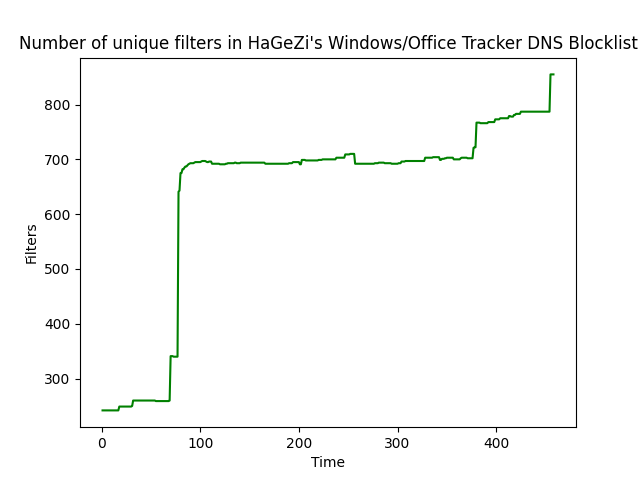 Number of unique filters in HaGeZi's Windows/Office Tracker DNS Blocklist
800
700
600
500
400
300
Filters
0 100 200 300 400
Time